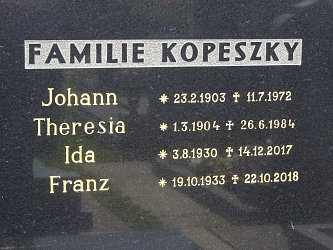 FAMILIE KOPESZKY
Johann * 23.2.1903 ✝ 11.7.1972
Theresia * 1.3.1904 ✝ 26.6.1984
Ida * 3.8.1930 ✝ 14.12.2017
Franz * 19.10.1933 ✝ 22.10.2018